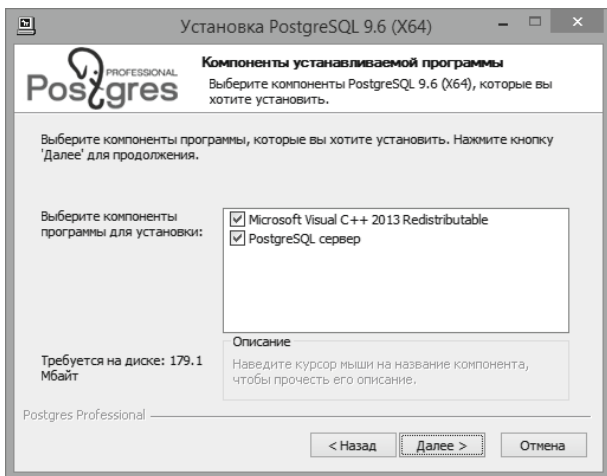 Установка PostgreSQL 9.6 (X64)
PROFESSIONAL
Postgres
Компоненты устанавливаемой программы
Выберите компоненты PostgreSQL 9.6 (X64), которые вы
хотите установить.
Выберите компоненты программы, которые вы хотите установить. Нажмите кнопку
'Далее' для продолжения.
Выберите компоненты
программы для установки:
Microsoft Visual C++ 2013 Redistributable
PostgreSQL сервер
Требуется на диске: 179.1
Мбайт
Описание
Наведите курсор мыши на название компонента,
чтобы прочесть его описание.
Postgres Professional
< Назад
Далее >
Отмена